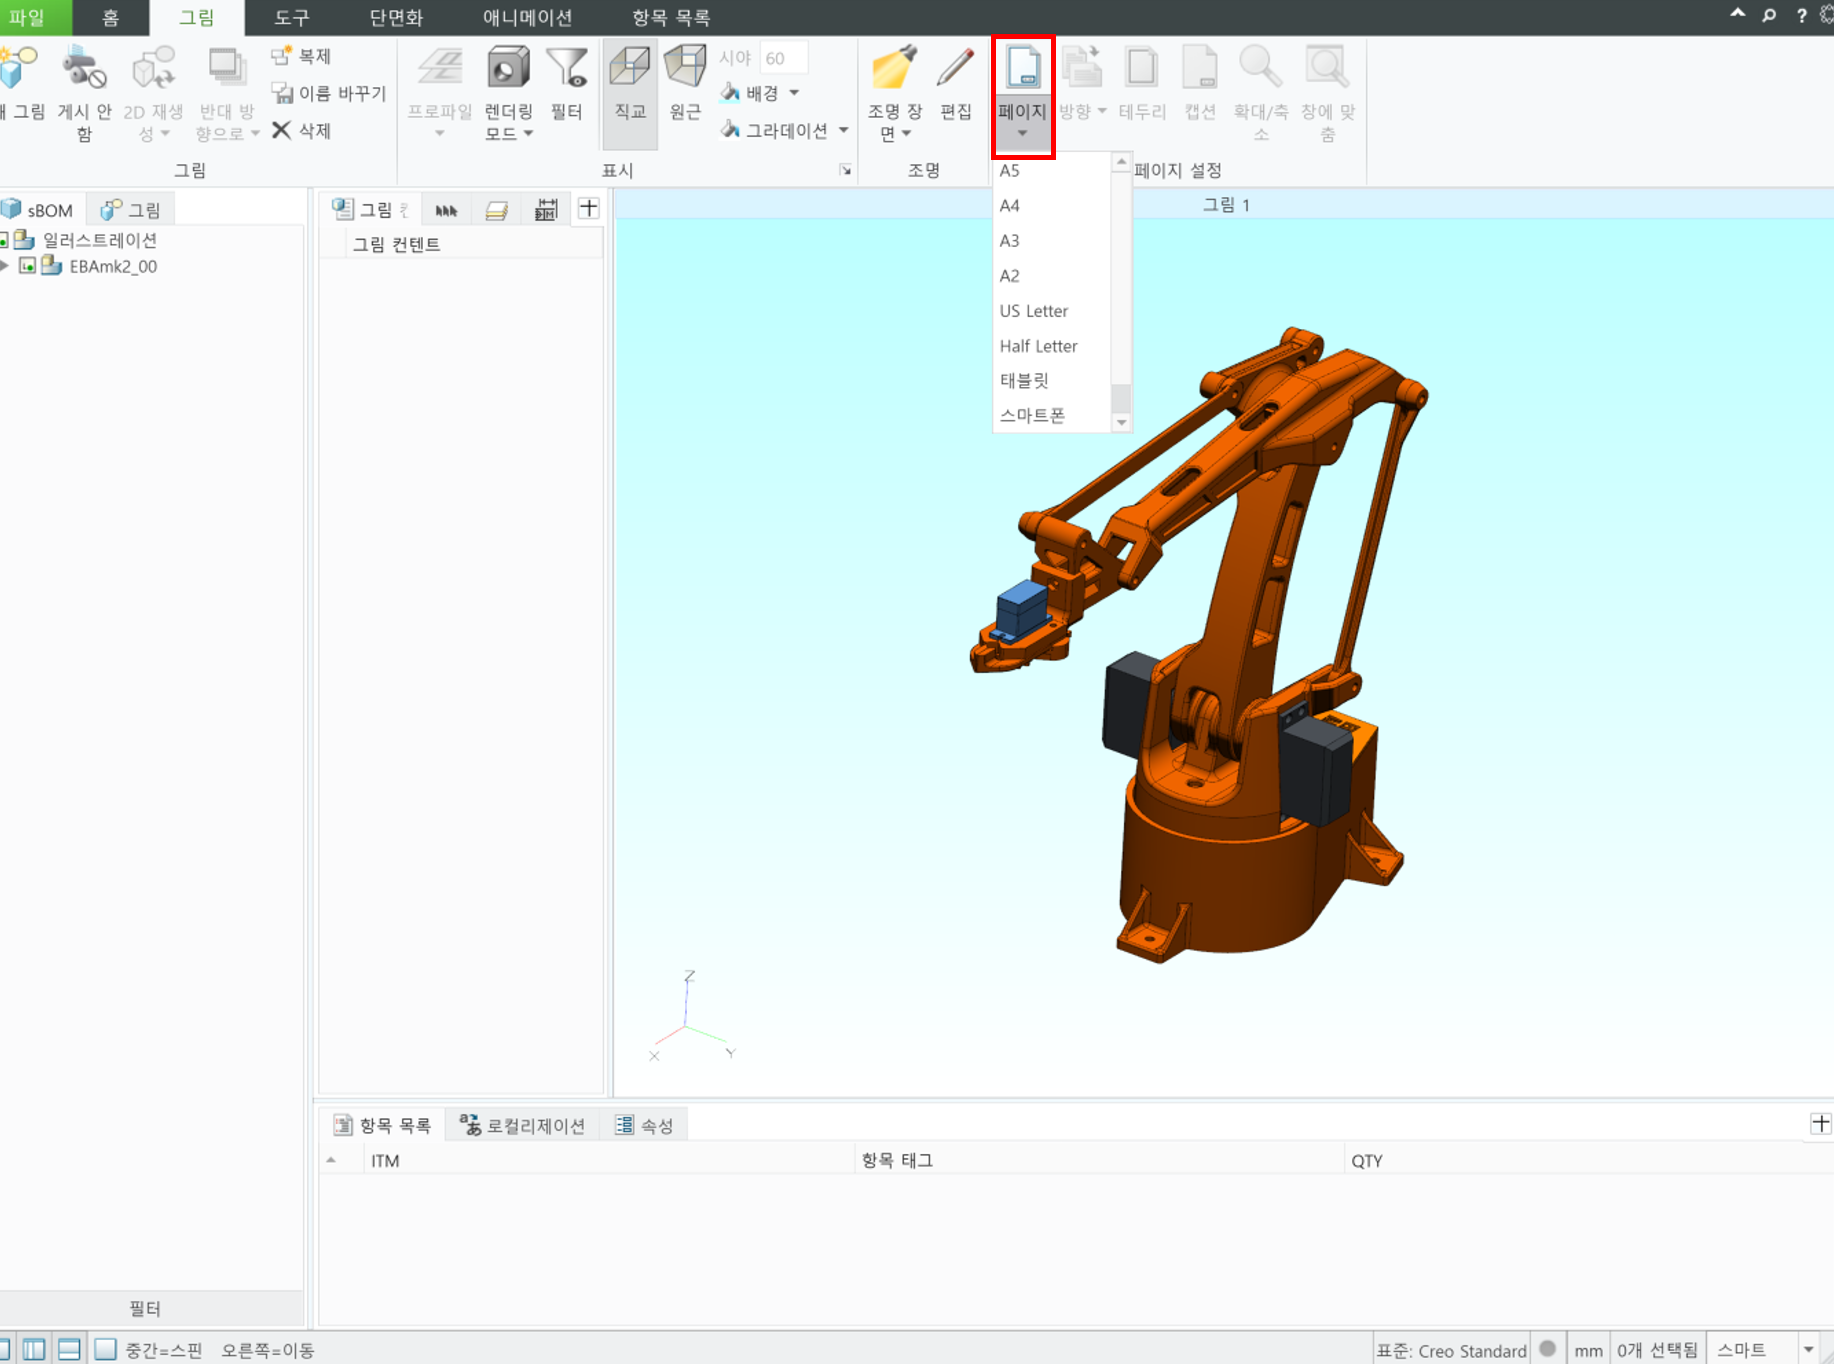 파일 홈 그림 도구 단면화 애니메이션 항목 목록
복제
이름 바꾸기
삭제
그림
게시 안 함
2D 재생성
반대 방향으로
그림
프로파일
렌더링 모드
필터
직교
원근
시야 60
배경
그라데이션
표시
조명 장면
편집
조명
페이지
방향
테두리
캡션
확대/축소
창에 맞춤
페이지 설정
A5
A4
A3
A2
US Letter
Half Letter
태블릿
스마트폰
sBOM 그림
일러스트레이션
EBAmk2_00
필터
그림
그림 컨텐트
그림 1
Z
X
Y
항목 목록 로컬리제이션 속성
ITM 항목 태그 QTY
중간=스핀 오른쪽=이동
표준: Creo Standard mm 0개 선택됨 스마트